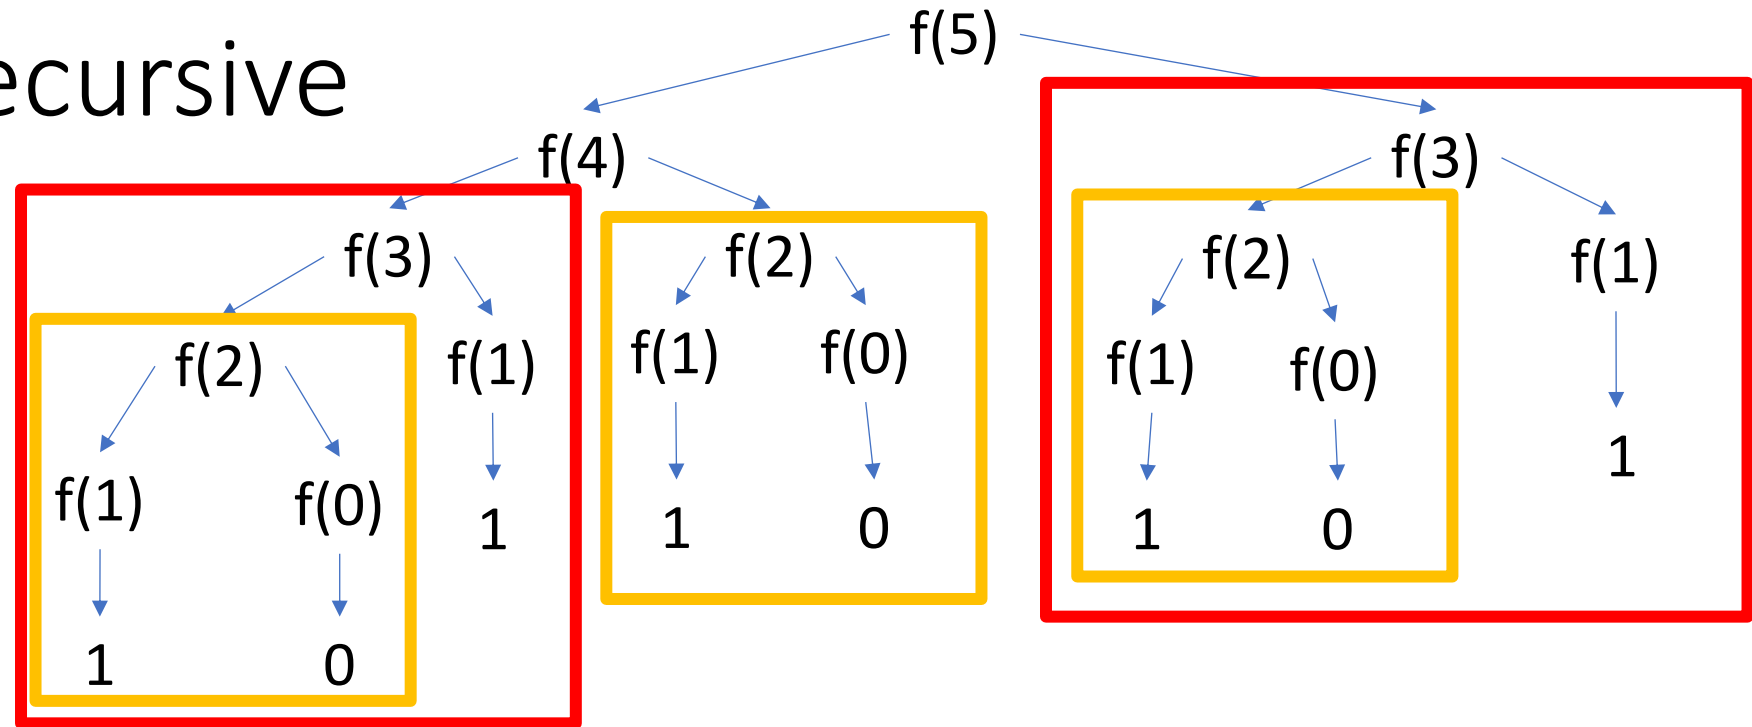 f(5)
ecursive
f(4) f(3)
f(3) f(2) f(2) f(1)
f(2) f(1) f(1) f(0) f(1) f(0)
1
f(1) f(0) 1 1 0 1 0
1 0